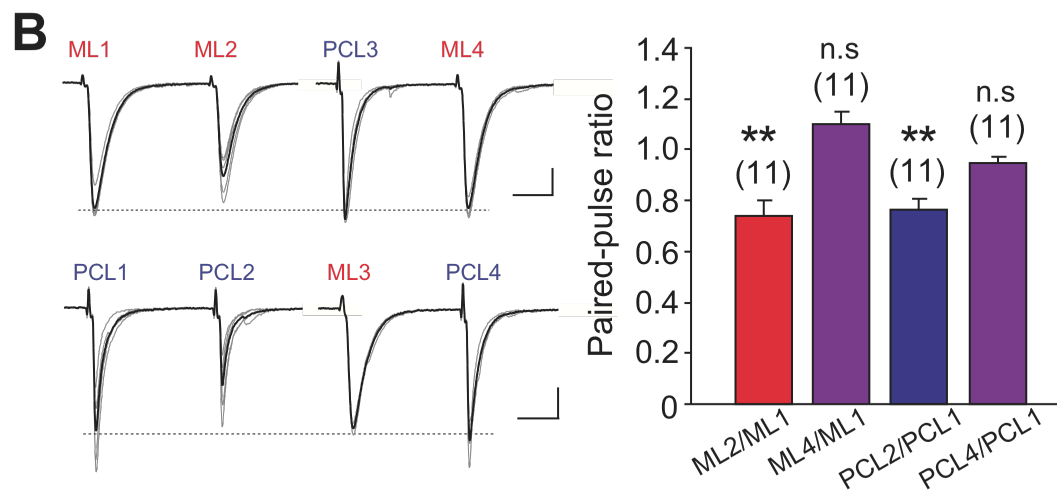 B
ML1 ML2 PCL3 ML4
PCL1 PCL2 ML3 PCL4
Paired-pulse ratio
1.4
1.2
1.0
0.8
0.6
0.4
0.2
0
**
(11)
n.s
(11)
**
(11)
n.s
(11)
ML2/ML1
ML4/ML1
PCL2/PCL1
PCL4/PCL1